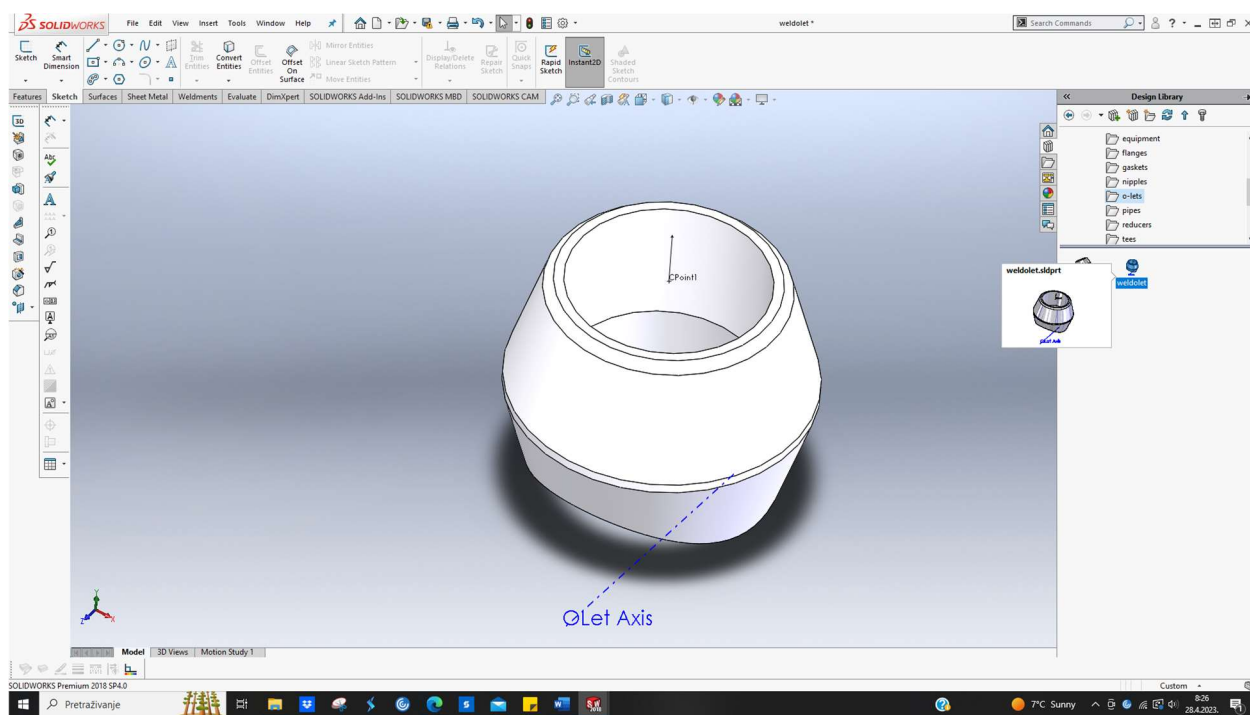 SOLIDWORKS File Edit View Insert Tools Window Help weldolet * Search Commands
Sketch Smart Dimension Trim Entities Convert Entities Offset Entities Offset On Surface Mirror Entities Linear Sketch Pattern Move Entities Display/Delete Relations Repair Sketch Quick Snaps Rapid Sketch Instant2D Shaded Sketch Contours
Features Sketch Surfaces Sheet Metal Weldments Evaluate DimXpert SOLIDWORKS Add-Ins SOLIDWORKS MBD SOLIDWORKS CAM
Design Library
equipment
flanges
gaskets
nipples
o-lets
pipes
reducers
tees
weldolet.sldprt
weldolet
OLet Axis
CPoint1
OLet Axis
Y
Z
X
Model 3D Views Motion Study 1
SOLIDWORKS Premium 2018 SP4.0 Custom
Pretraživanje 7°C Sunny 8:26
28.4.2023.